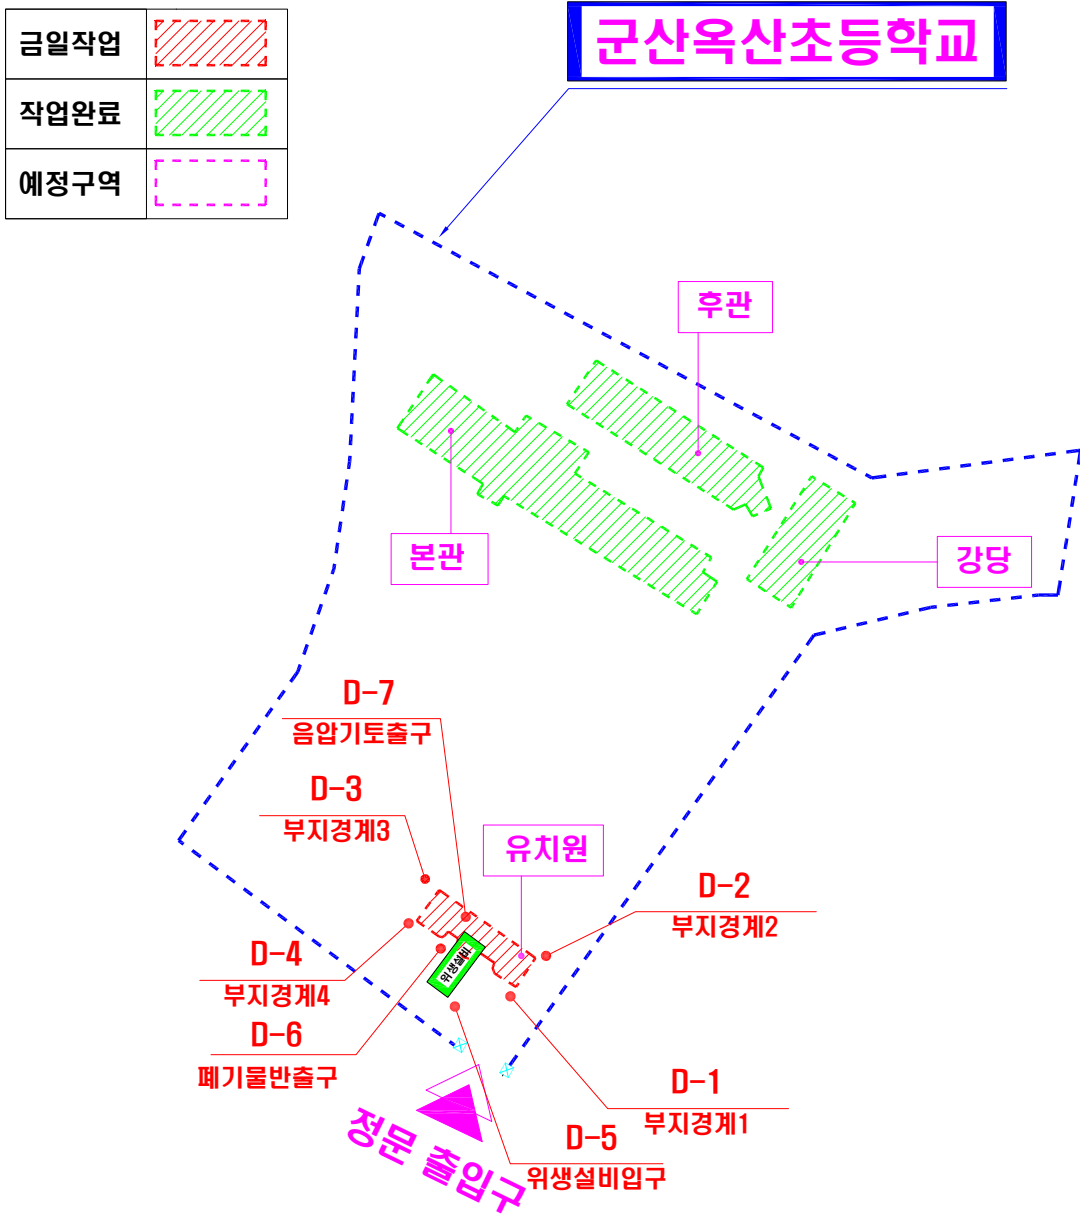 군산옥산초등학교
금일작업
작업완료
예정구역
후관
본관
강당
D-7
음압기토출구
D-3
부지경계3
유치원
D-2
부지경계2
D-4
부지경계4
위생설비
D-6
폐기물반출구
D-1
부지경계1
D-5
위생설비입구
정문 출입구